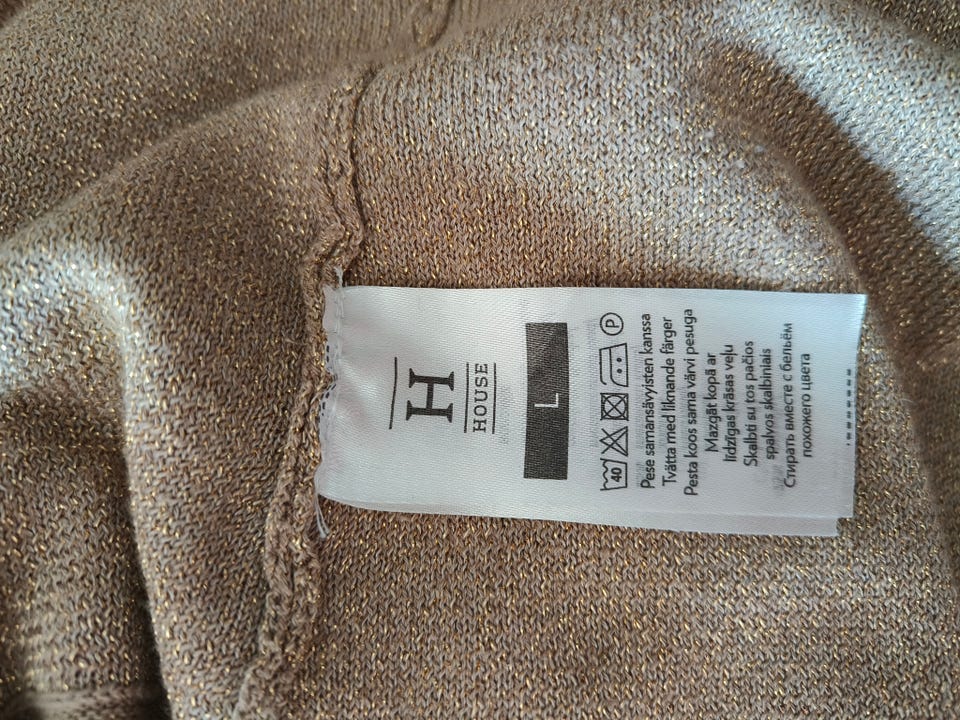 H
HOUSE
L
40 P
Pese samansävyisten kanssa
Tvätta med liknande färger
Pesta koos sama värvi pesuga
Mazgāt kopā ar
līdzīgas krāsas veļu
Skalbti su tos pačios
spalvos skalbiniais
Стирать вместе с бельём
похожего цвета